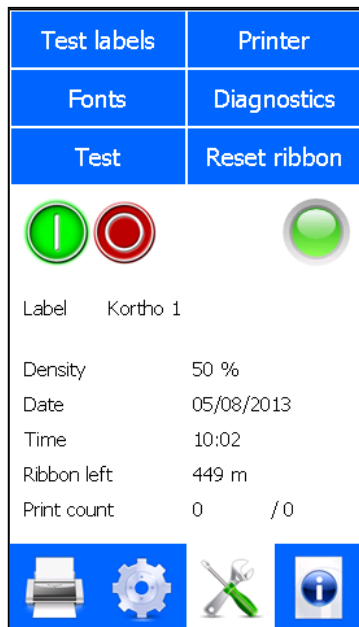 Test labels Printer
Fonts Diagnostics
Test Reset ribbon
Label Kortho 1
Density 50 %
Date 05/08/2013
Time 10:02
Ribbon left 449 m
Print count 0 / 0